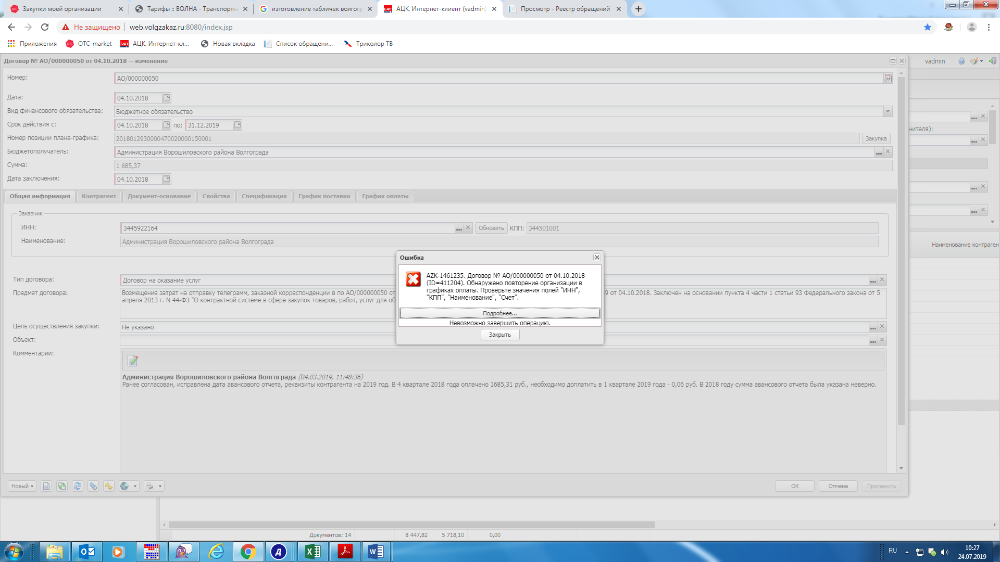 Закупки моей организации
Тарифы :: ВОЛНА - Транспортна
изготовление табличек волгогр
АЦК. Интернет-клиент (vadmin)
Просмотр - Реестр обращений
Не защищено
web.volgzakaz.ru:8080/index.jsp
Приложения
OTC-market
АЦК. Интернет-кл...
Новая вкладка
Список обращени...
Триколор ТВ
Договор № АО/000000050 от 04.10.2018 — изменение
vadmin
Номер:
АО/000000050
Дата:
04.10.2018
Вид финансового обязательства:
Бюджетное обязательство
Срок действия с:
04.10.2018
по:
31.12.2019
нителя):
Номер позиции плана-графика:
2018012930000470020000150001
Закупка
Бюджетополучатель:
Администрация Ворошиловского района Волгограда
Сумма:
1 685,37
Дата заключения:
04.10.2018
Общая информация
Контрагент
Документ-основание
Свойства
Спецификация
График поставки
График оплаты
Заказчик
ИНН:
3445922164
Обновить
КПП:
344501001
Наименование:
Администрация Ворошиловского района Волгограда
Наименование контраген
Ошибка
AZK-1461235. Договор № АО/000000050 от 04.10.2018
(ID=411204). Обнаружено повторение организации в
графиках оплаты. Проверьте значения полей "ИНН",
"КПП", "Наименование", "Счет".
Подробнее...
Невозможно завершить операцию.
Закрыть
Тип договора:
Договор на оказание услуг
Предмет договора:
Возмещение затрат на отправку телеграмм, заказной корреспонденции в по АО/000000050 от
9 от 04.10.2018. Заключен на основании пункта 4 части 1 статьи 93 Федерального закона от 5
апреля 2013 г. N 44-ФЗ "О контрактной системе в сфере закупок товаров, работ, услуг для об
Цель осуществления закупки:
Не указано
Объект:
Комментарии:
Администрация Ворошиловского района Волгограда (04.03.2019, 11:48:36)
Ранее согласован, исправлена дата авансового отчета, реквизиты контрагента на 2019 год. В 4 квартале 2018 года оплачено 1685,31 руб., необходимо доплатить в 1 квартале 2019 года - 0,06 руб. В 2018 году сумма авансового отчета была указана неверно.
Новый
ОК
Отмена
Применить
Документов: 14
8 447,82
5 718,10
0,00
RU
10:27
24.07.2019